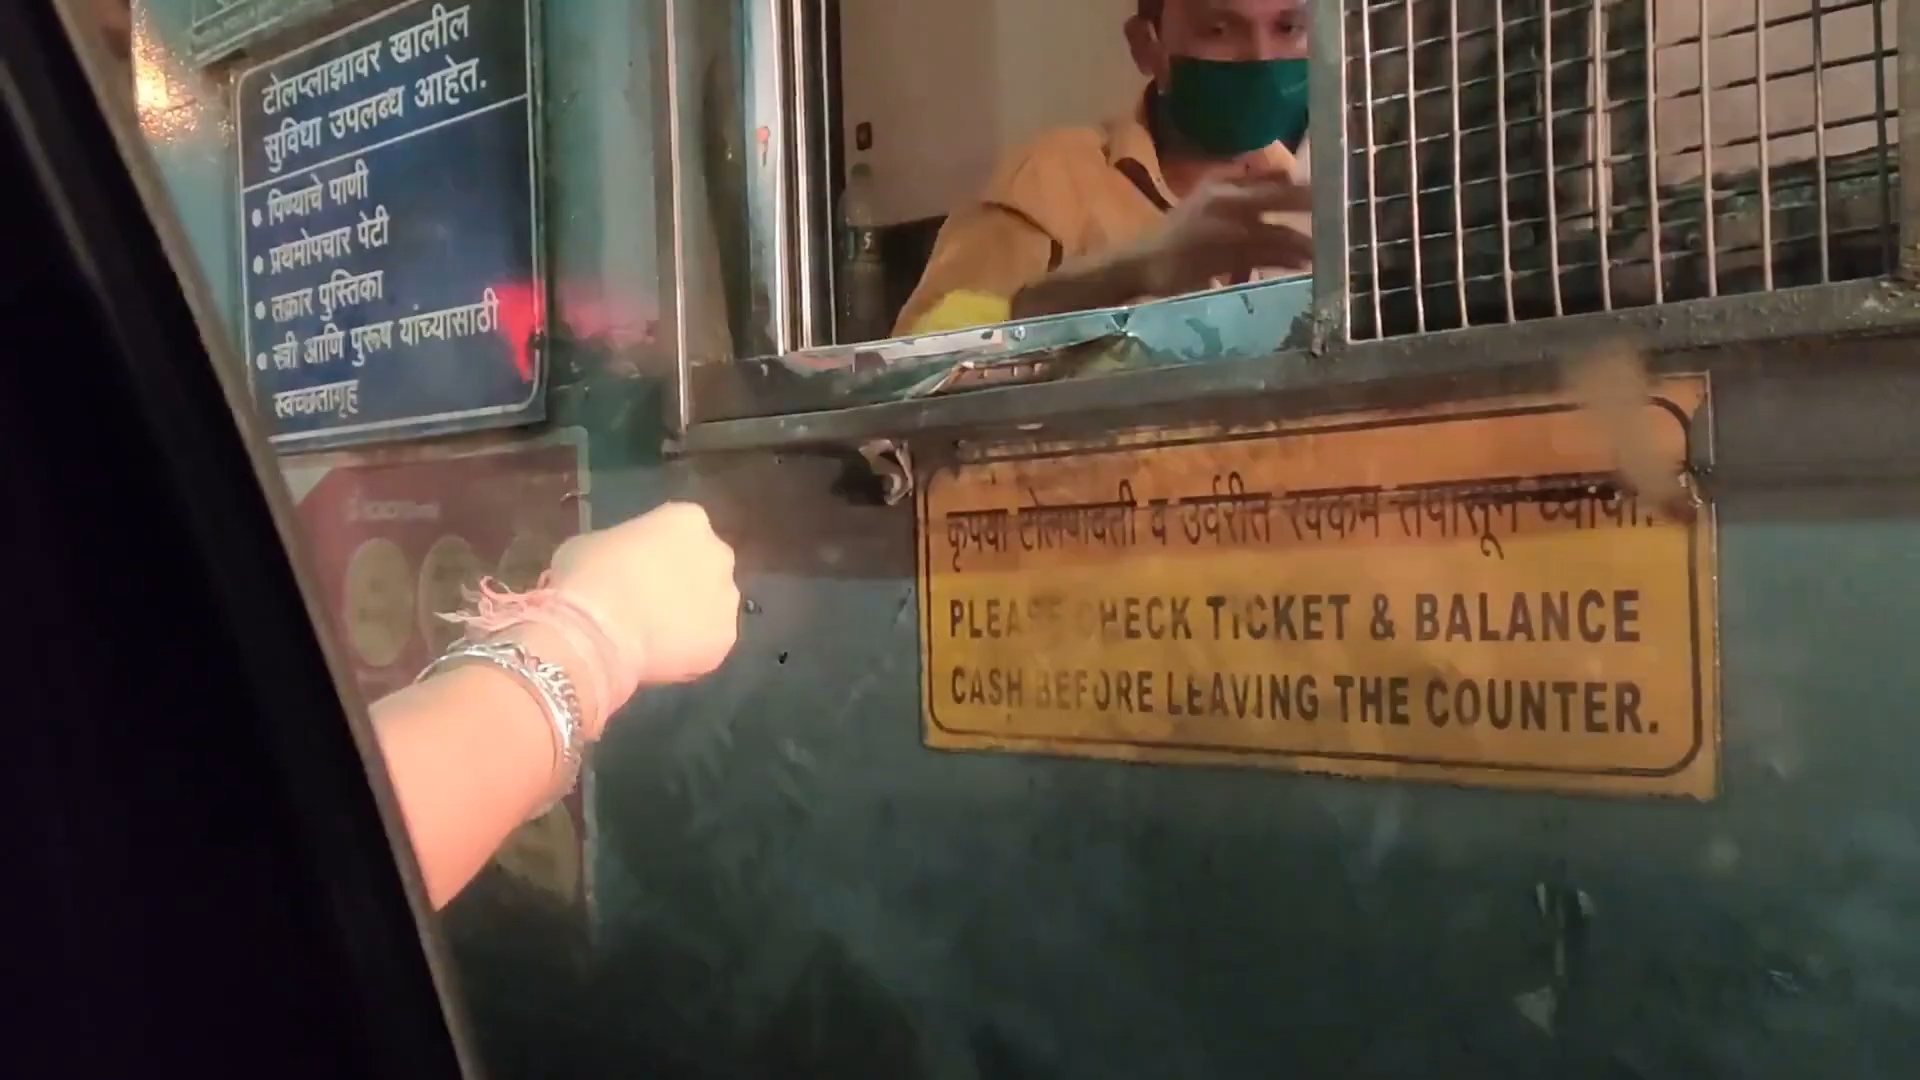 टोलप्लाझावर खालील
सुविधा उपलब्ध आहेत.
• पिण्याचे पाणी
• प्रथमोपचार पेटी
• तक्रार पुस्तिका
• स्त्री आणि पुरूष यांच्यासाठी
स्वच्छतागृह
कृपया टोलपावती व उर्वरीत रक्कम तपासून घ्यावी.
PLEASE CHECK TICKET & BALANCE
CASH BEFORE LEAVING THE COUNTER.